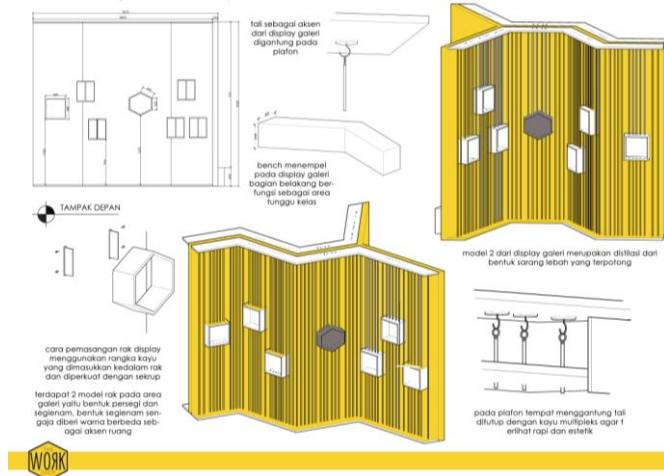 tali sebagai aksen
dari display galeri
digantung pada
plafon
bench menempel
pada display galeri
bagian belakang ber-
fungsi sebagai area
tunggu kelas
TAMPAK DEPAN
model 2 dari display galeri merupakan distilasi dari
bentuk sarang lebah yang terpotong
cara pemasangan rak display
menggunakan rangka kayu
yang dimasukkan kedalam rak
dan diperkuat dengan sekrup
terdapat 2 model rak pada area
galeri yaitu bentuk persegi dan
segienam, bentuk segienam sen-
gaja diberi warna berbeda seb-
agai aksen ruang
pada plafon tempat menggantung tali
ditutup dengan kayu multipleks agar t
erlihat rapi dan estetik
WORK